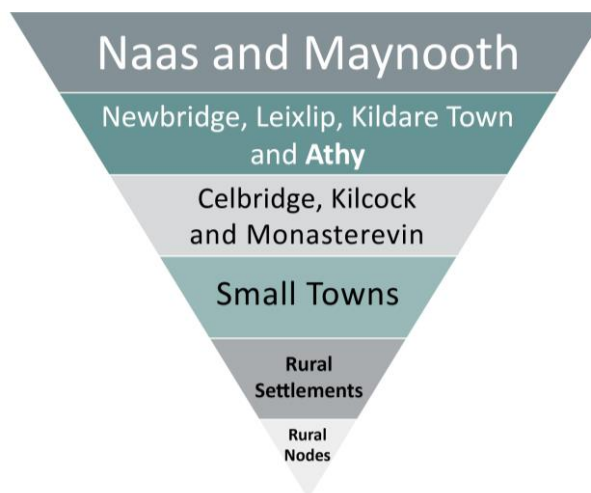 Naas and Maynooth
Newbridge, Leixlip, Kildare Town
and Athy
Celbridge, Kilcock
and Monasterevin
Small Towns
Rural
Settlements
Rural
Nodes